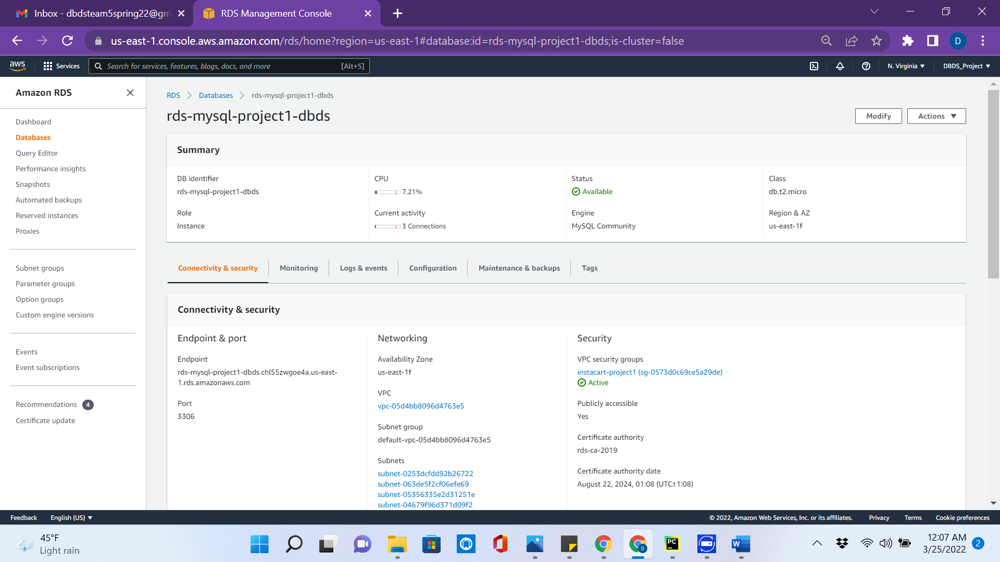 Inbox - dbdsteam5spring22@gm
RDS Management Console
us-east-1.console.aws.amazon.com/rds/home?region=us-east-1#database:id=rds-mysql-project1-dbds;is-cluster=false
D
aws
Services
Search for services, features, blogs, docs, and more
[Alt+S]
N. Virginia
DBDS_Project
Amazon RDS
Dashboard
Databases
Query Editor
Performance insights
Snapshots
Automated backups
Reserved instances
Proxies
Subnet groups
Parameter groups
Option groups
Custom engine versions
Events
Event subscriptions
Recommendations 4
Certificate update
RDS
Databases
rds-mysql-project1-dbds
rds-mysql-project1-dbds
Modify
Actions
Summary
DB identifier
rds-mysql-project1-dbds
CPU
7.21%
Status
Available
Class
db.t2.micro
Role
Instance
Current activity
3 Connections
Engine
MySQL Community
Region & AZ
us-east-1f
Connectivity & security
Monitoring
Logs & events
Configuration
Maintenance & backups
Tags
Connectivity & security
Endpoint & port
Endpoint
rds-mysql-project1-dbds.chl55zwgoe4a.us-east-
1.rds.amazonaws.com
Port
3306
Networking
Availability Zone
us-east-1f
VPC
vpc-05d4bb8096d4763e5
Subnet group
default-vpc-05d4bb8096d4763e5
Subnets
subnet-0253dcfdd92b26722
subnet-063de5f2cf06efe69
subnet-05356335e2d31251e
subnet-04679f96d371d09f2
Security
VPC security groups
instacart-project1 (sg-0573d0c69ce5a29de)
Active
Publicly accessible
Yes
Certificate authority
rds-ca-2019
Certificate authority date
August 22, 2024, 01:08 (UTC±1:08)
Feedback
English (US)
© 2022, Amazon Web Services, Inc. or its affiliates.
Privacy
Terms
Cookie preferences
45°F
Light rain
D
PC
W
12:07 AM
3/25/2022
2